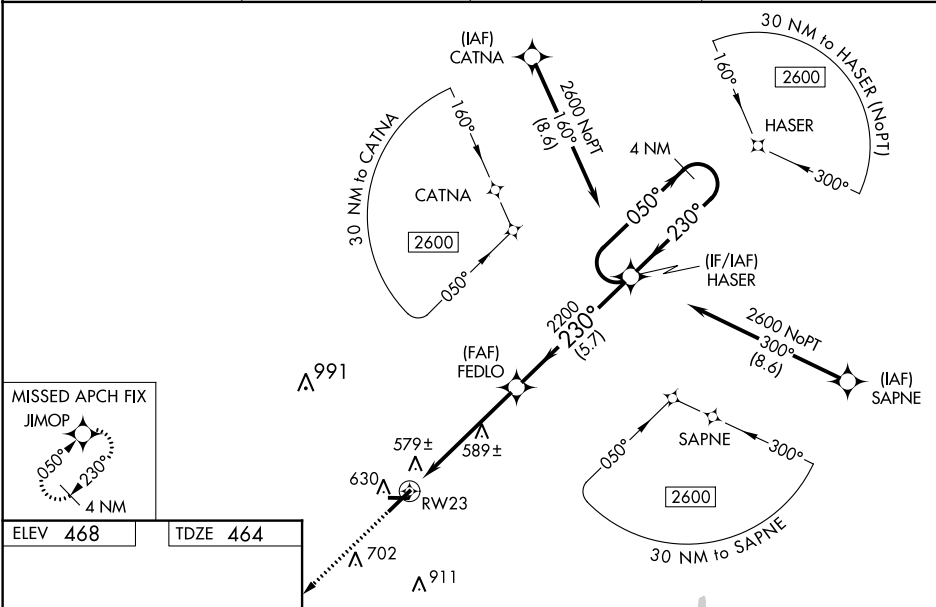 (IAF)
CATNA
2600 NoPT
160°
(8.6)
30 NM to HASER (NoPT)
160°
2600
HASER
300°
30 NM to CATNA
160°
CATNA
2600
050°
4 NM
050°
230°
(IF/IAF)
HASER
2200
230°
(5.7)
2600 NoPT
300°
(8.6)
(IAF)
SAPNE
(FAF)
FEDLO
991
MISSED APCH FIX
JIMOP
050°
230°
4 NM
579±
589±
630
RW23
702
911
050°
SAPNE
300°
2600
30 NM to SAPNE
ELEV 468
TDZE 464